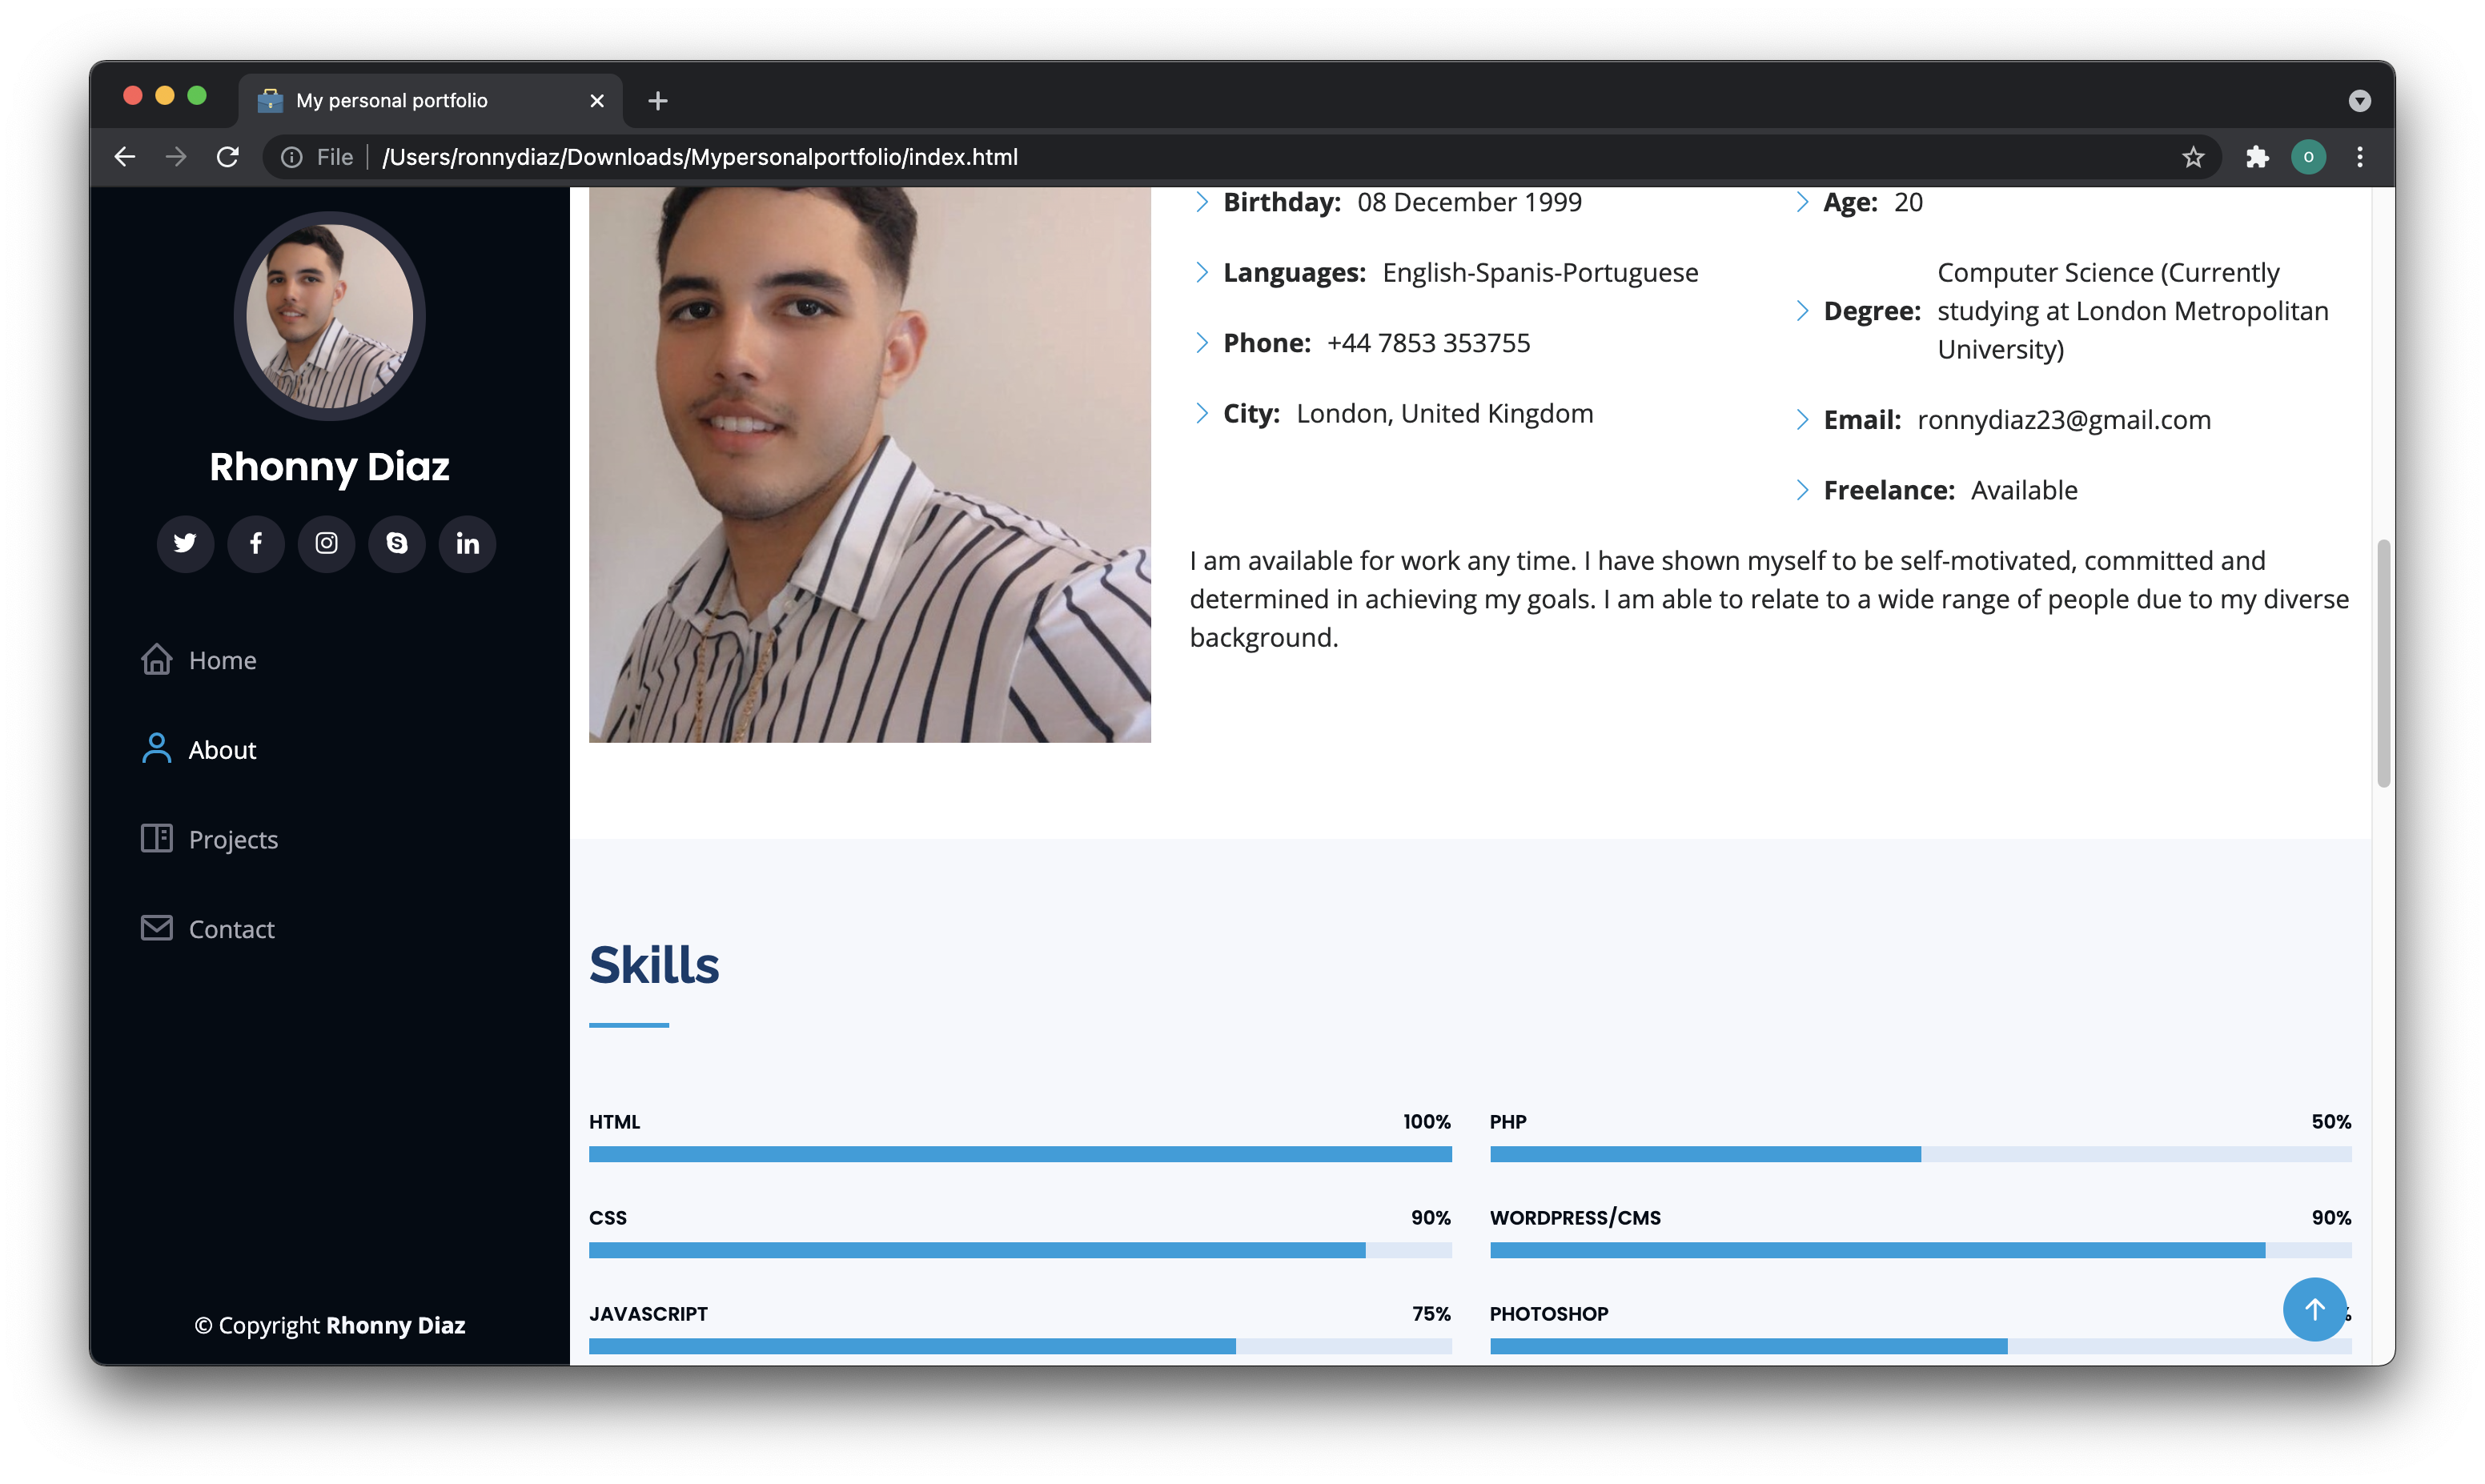 My personal portfolio
File
/Users/ronnydiaz/Downloads/Mypersonalportfolio/index.html
O
Rhonny Diaz
Home
About
Projects
Contact
© Copyright Rhonny Diaz
Birthday: 08 December 1999
Languages: English-Spanis-Portuguese
Phone: +44 7853 353755
City: London, United Kingdom
Age: 20
Degree: Computer Science (Currently
studying at London Metropolitan
University)
Email: ronnydiaz23@gmail.com
Freelance: Available
I am available for work any time. I have shown myself to be self-motivated, committed and
determined in achieving my goals. I am able to relate to a wide range of people due to my diverse
background.
Skills
HTML 100%
CSS 90%
JAVASCRIPT 75%
PHP 50%
WORDPRESS/CMS 90%
PHOTOSHOP